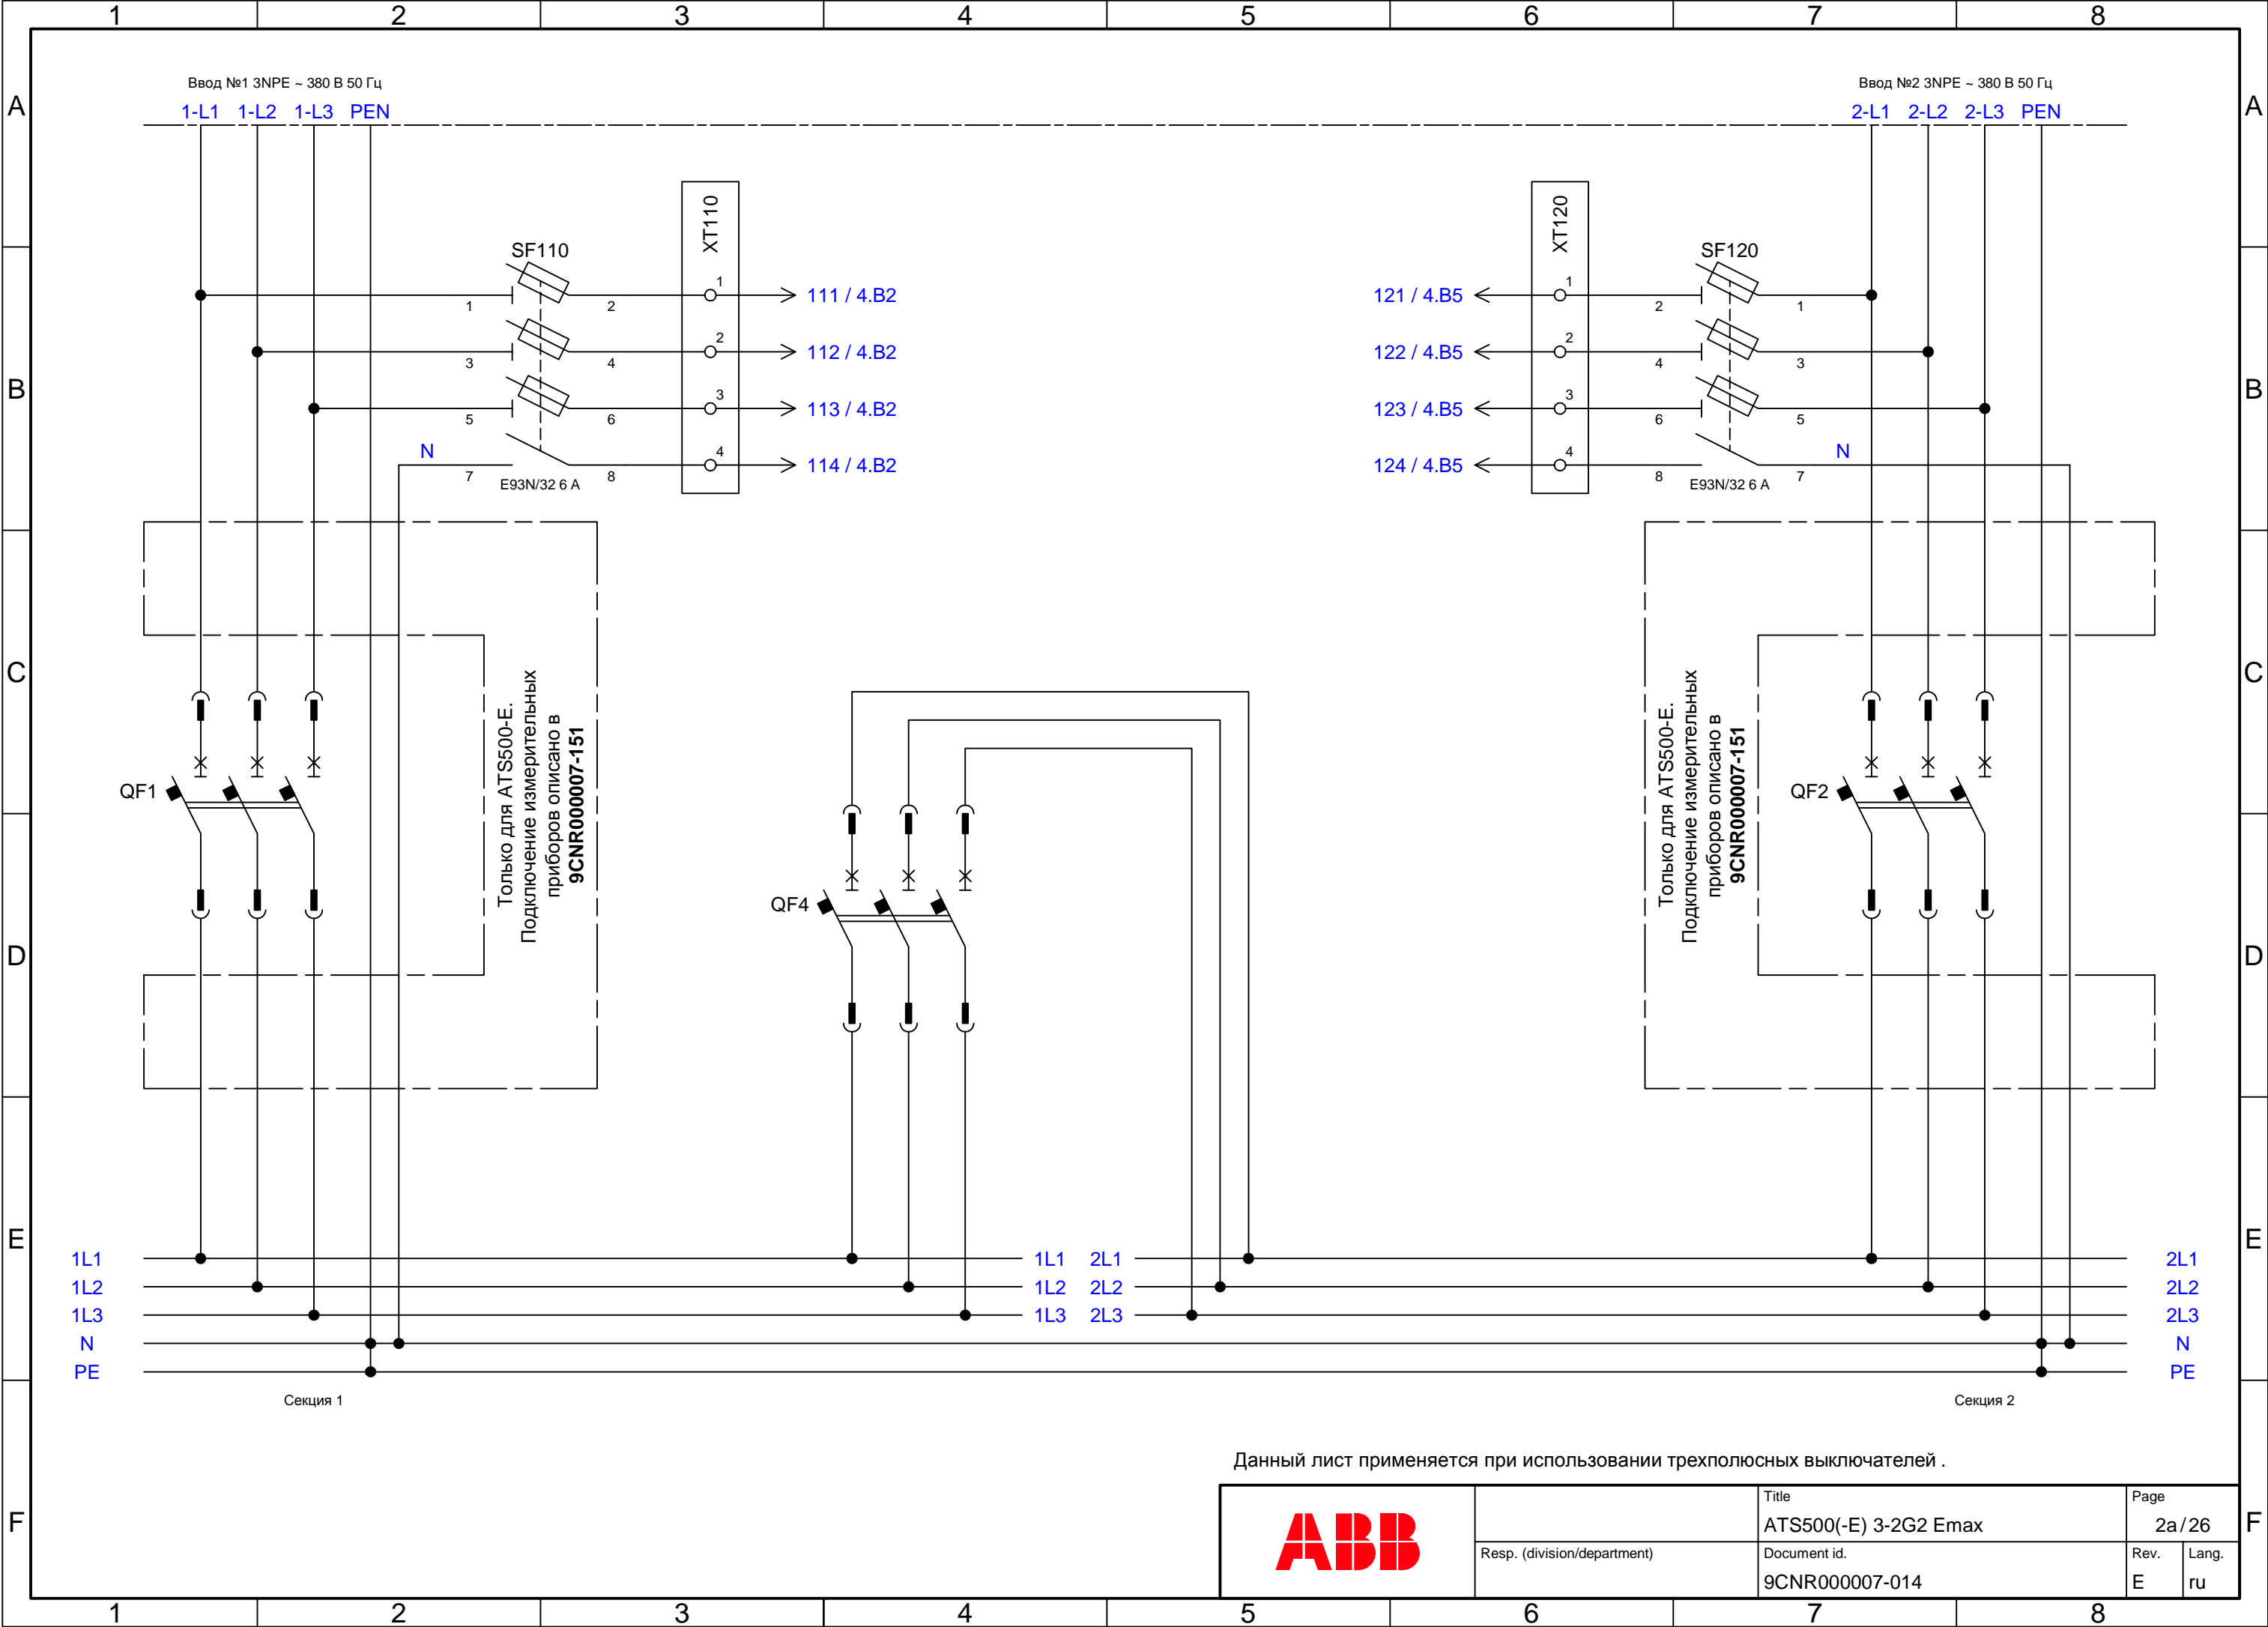 1 2 3 4 5 6 7 8
A
A
B
B
C
C
D
D
E
E
F
F
Ввод №1 3NPE ~ 380 В 50 Гц
1-L1 1-L2 1-L3 PEN
Ввод №2 3NPE ~ 380 В 50 Гц
2-L1 2-L2 2-L3 PEN
SF110
XT110
1 2 1 111 / 4.B2
3 4 2 112 / 4.B2
5 6 3 113 / 4.B2
N
7 8 4 114 / 4.B2
E93N/32 6 A
XT120
SF120
121 / 4.B5 1 2 1
122 / 4.B5 2 4 3
123 / 4.B5 3 6 5
N
124 / 4.B5 4 8 7
E93N/32 6 A
QF1
Только для ATS500-E.
Подключение измерительных
приборов описано в
9CNR000007-151
QF4
Только для ATS500-E.
Подключение измерительных
приборов описано в
9CNR000007-151
QF2
1L1 1L1 2L1 2L1
1L2 1L2 2L2 2L2
1L3 1L3 2L3 2L3
N N
PE PE
Секция 1
Секция 2
Данный лист применяется при использовании трехполюсных выключателей .
ABB
Title
ATS500(-E) 3-2G2 Emax
Page
2a/26
Resp. (division/department)
Document id.
9CNR000007-014
Rev.
E
Lang.
ru
1 2 3 4 5 6 7 8